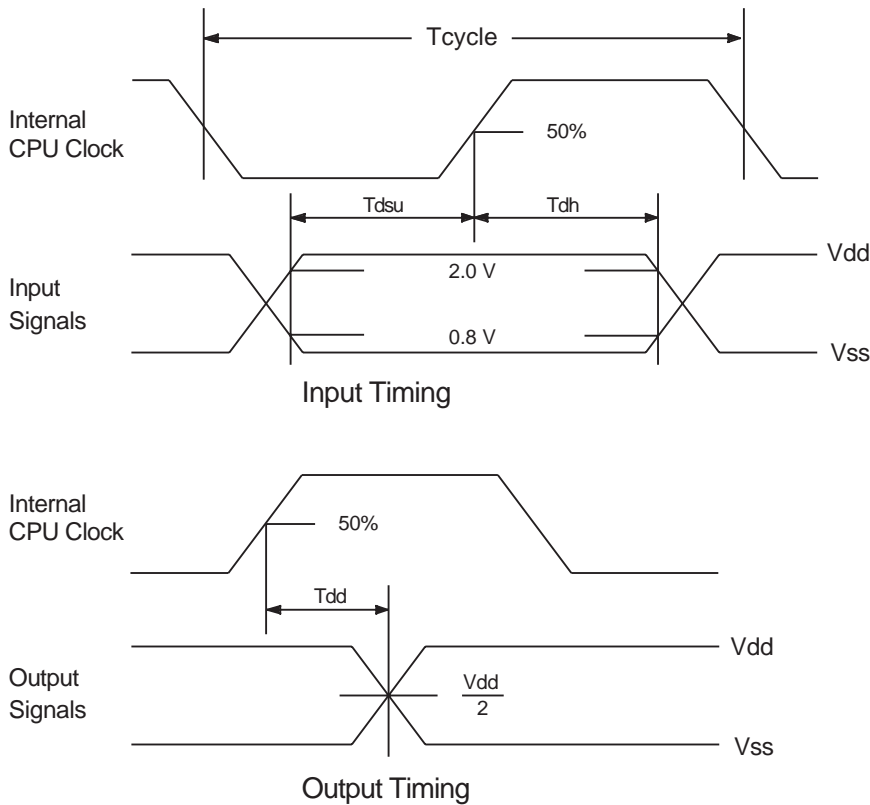 Tcycle
Internal
CPU Clock
50%
Tdsu
Tdh
Vdd
2.0 V
Input
Signals
0.8 V
Vss
Input Timing
Internal
CPU Clock
50%
Tdd
Vdd
Output
Signals
Vdd
2
Vss
Output Timing